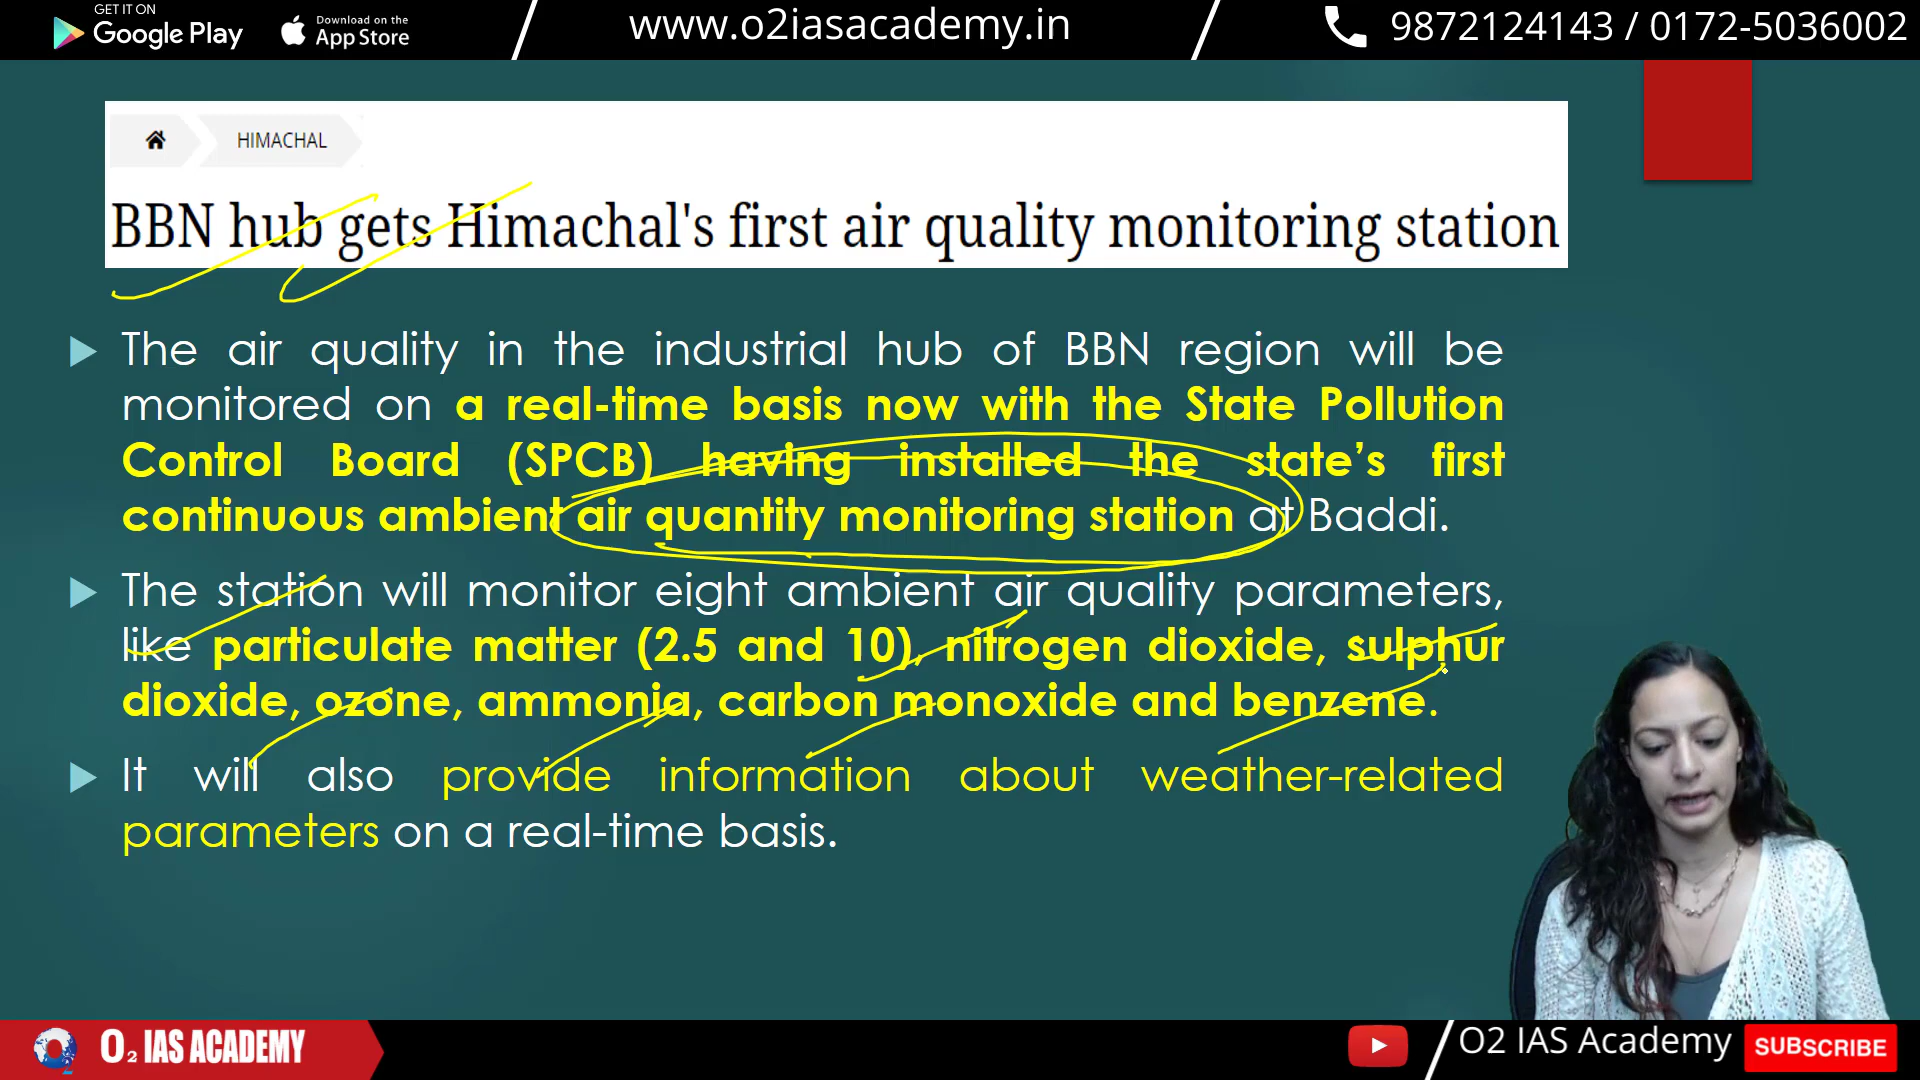 GET IT ON
Google Play
Download on the
App Store
www.o2iasacademy.in
9872124143 / 0172-5036002
HIMACHAL
BBN hub gets Himachal's first air quality monitoring station
The air quality in the industrial hub of BBN region will be
monitored on a real-time basis now with the State Pollution
Control Board (SPCB) having installed the state’s first
continuous ambient air quantity monitoring station at Baddi.
The station will monitor eight ambient air quality parameters,
like particulate matter (2.5 and 10), nitrogen dioxide, sulphur
dioxide, ozone, ammonia, carbon monoxide and benzene.
It will also provide information about weather-related
parameters on a real-time basis.
O2 IAS ACADEMY
O2 IAS Academy
SUBSCRIBE